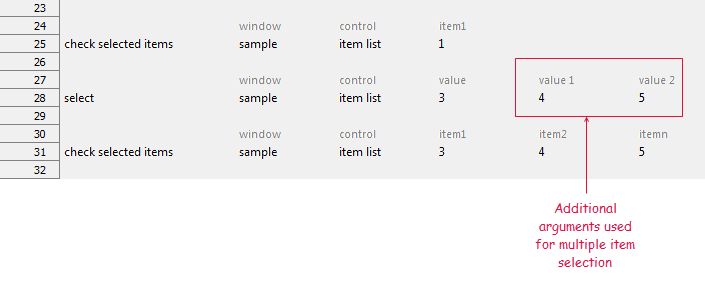 23
24 window control item1
25 check selected items sample item list 1
26
27 window control value value 1 value 2
28 select sample item list 3 4 5
29
30 window control item1 item2 itemn
31 check selected items sample item list 3 4 5
32
Additional
arguments used
for multiple item
selection